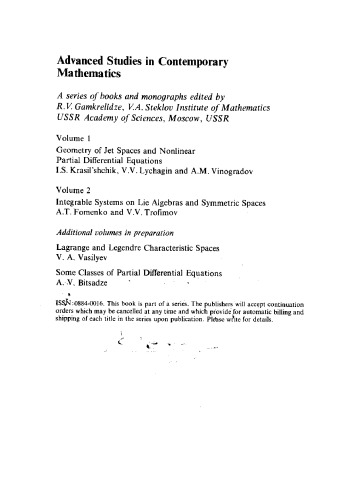 Advanced Studies in Contemporary
Mathematics
A series of books and monographs edited by
R.V. Gamkrelidze, V.A. Steklov Institute of Mathematics
USSR Academy of Sciences, Moscow, USSR
Volume 1
Geometry of Jet Spaces and Nonlinear
Partial Differential Equations
I.S. Krasil'shchik, V.V. Lychagin and A.M. Vinogradov
Volume 2
Integrable Systems on Lie Algebras and Symmetric Spaces
A.T. Fomenko and V.V. Trofimov
Additional volumes in preparation
Lagrange and Legendre Characteristic Spaces
V. A. Vasilyev
Some Classes of Partial Differential Equations
A. V. Bitsadze
ISSN: 0884-0016. This book is part of a series. The publishers will accept continuation
orders which may be cancelled at any time and which provide for automatic billing and
shipping of each title in the series upon publication. Please write for details.